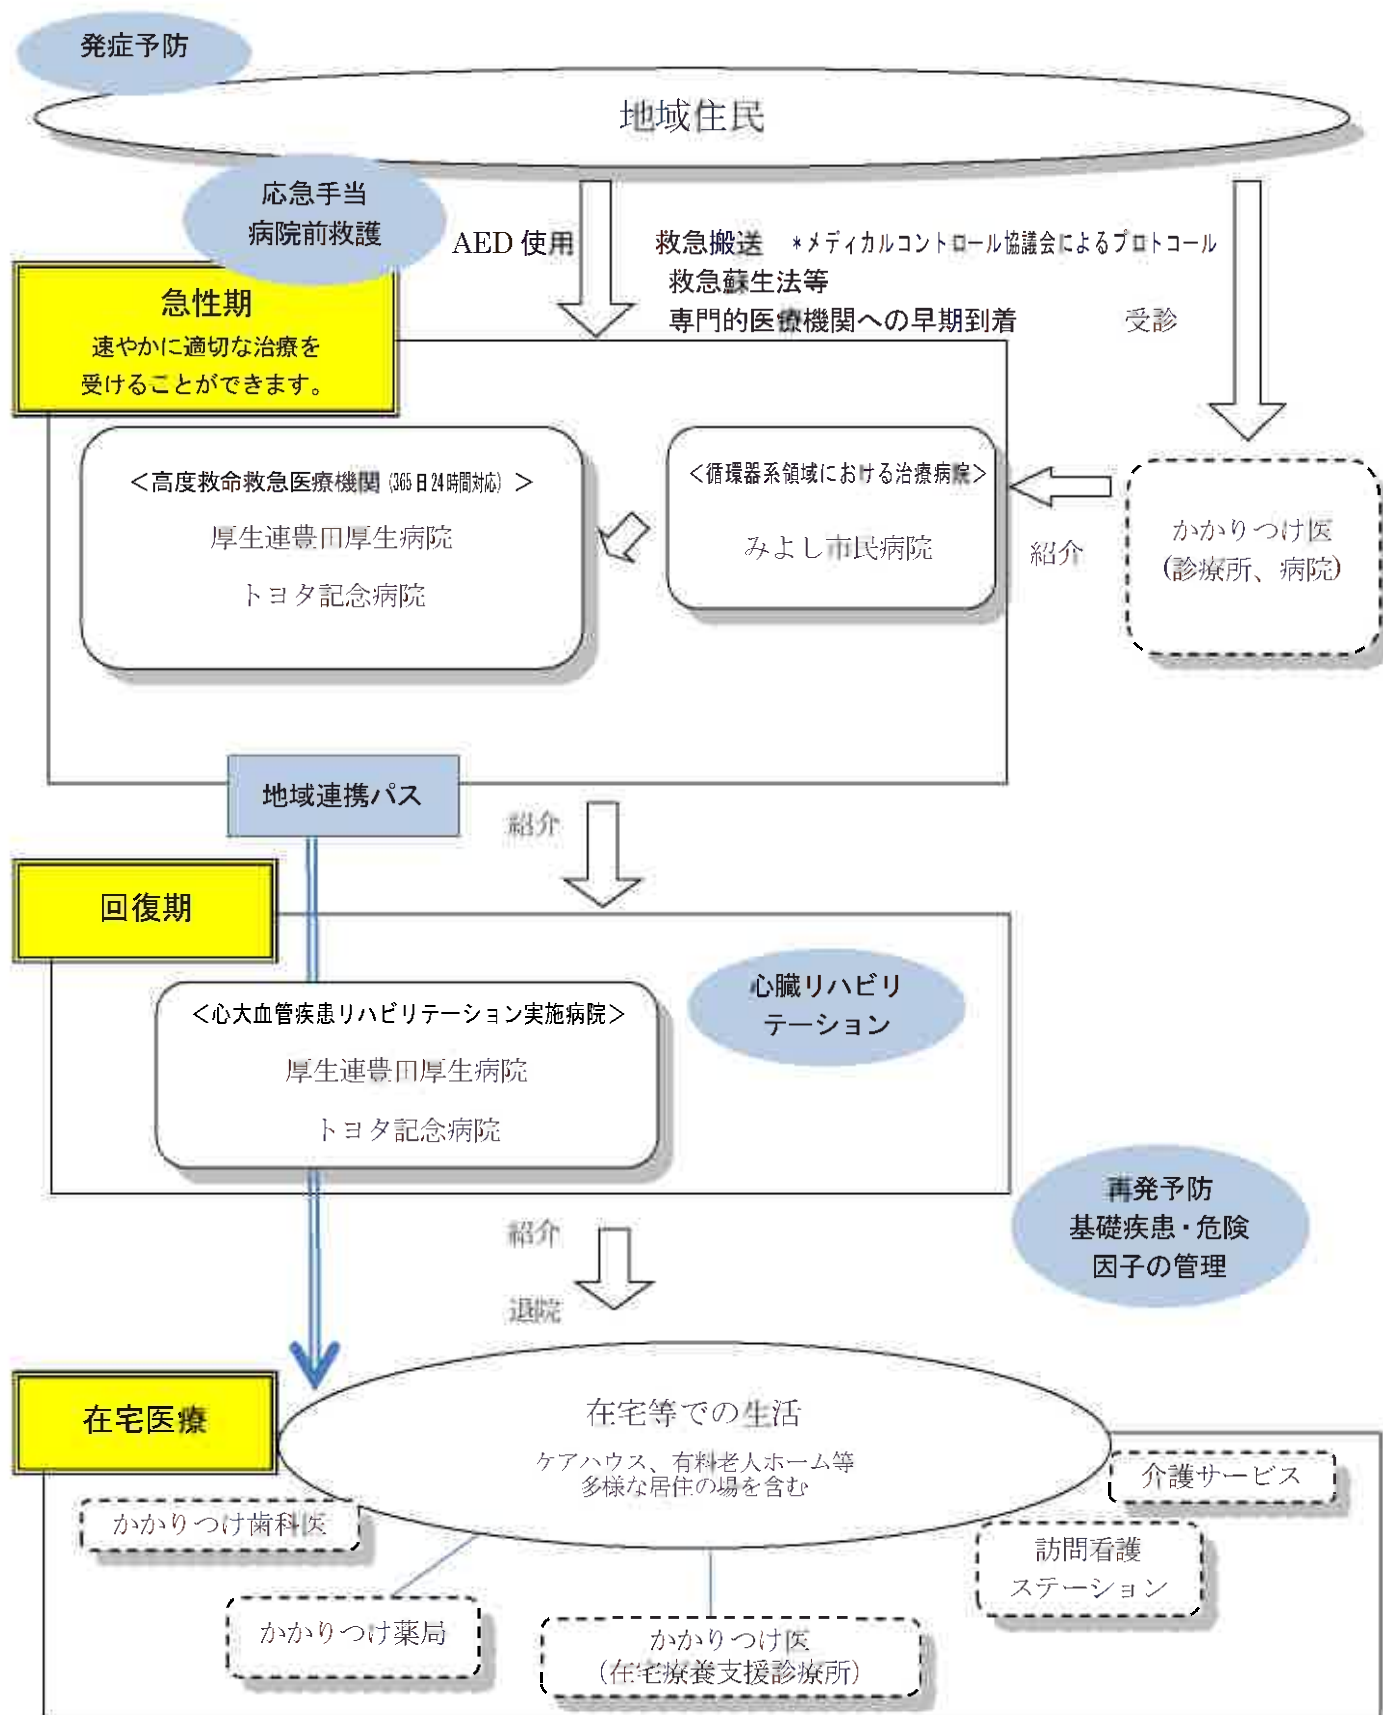 発症予防
地域住民
応急手当
病院前救護
AED 使用
救急搬送 *メディカルコントロール協議会によるプロトコール
救急蘇生法等
専門的医療機関への早期到着
受診
急性期
速やかに適切な治療を
受けることができます。
＜高度救命救急医療機関（365日24時間対応）＞
厚生連豊田厚生病院
トヨタ記念病院
＜循環器系領域における治療病院＞
みよし市民病院
紹介
かかりつけ医
(診療所、病院)
地域連携パス
紹介
回復期
＜心大血管疾患リハビリテーション実施病院＞
厚生連豊田厚生病院
トヨタ記念病院
心臓リハビリ
テーション
再発予防
基礎疾患・危険
因子の管理
紹介
退院
在宅医療
在宅等での生活
ケアハウス、有料老人ホーム等
多様な居住の場を含む
介護サービス
かかりつけ歯科医
訪問看護
ステーション
かかりつけ薬局
かかりつけ医
(在宅療養支援診療所)